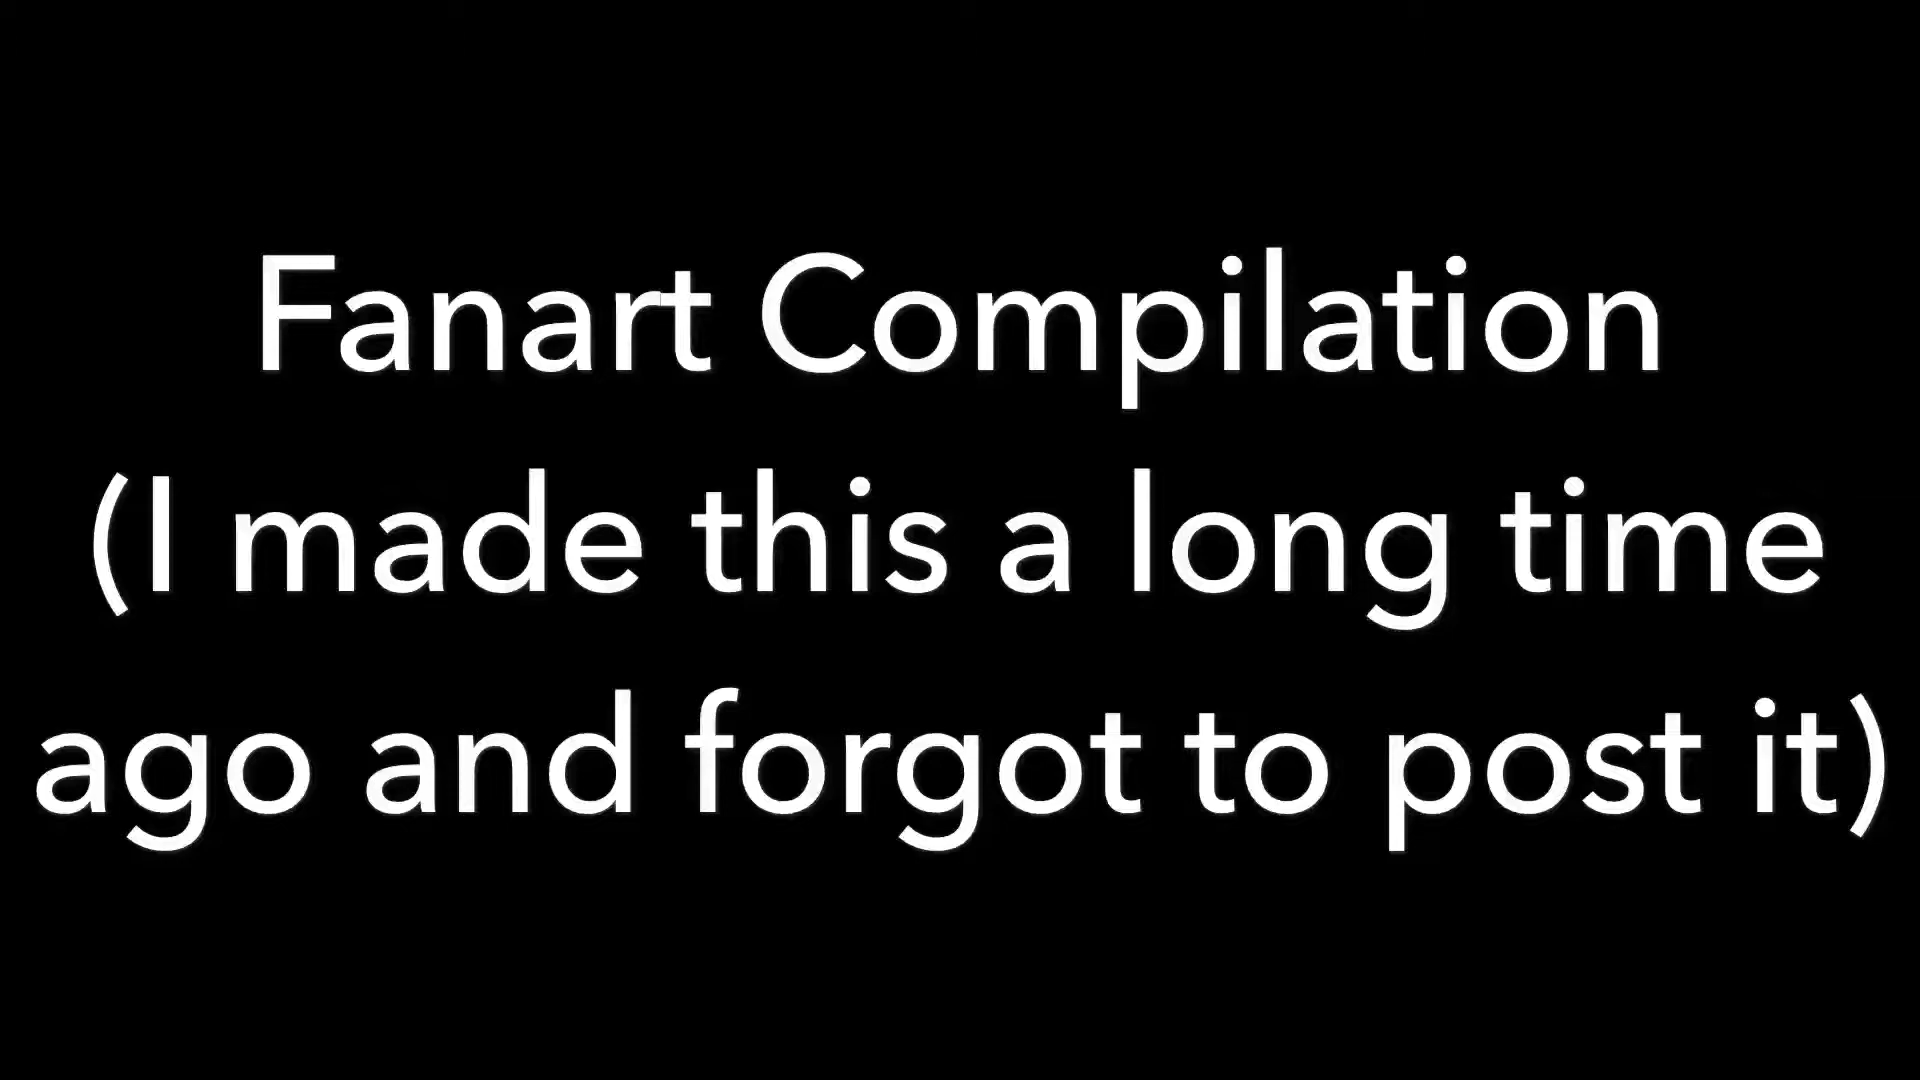 Fanart Compilation
(I made this a long time
ago and forgot to post it)